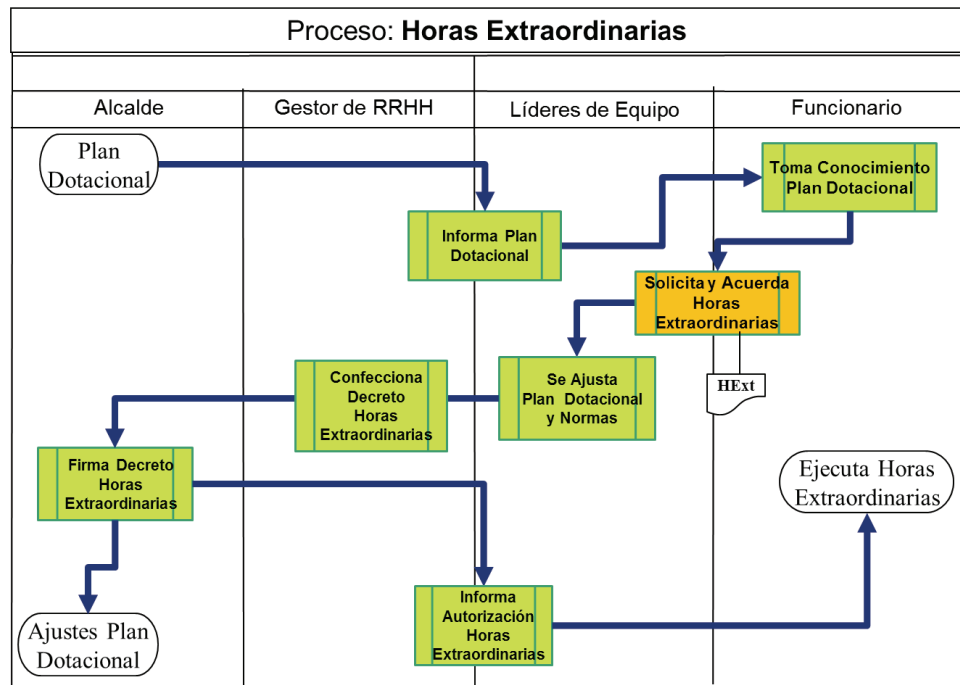 Proceso: Horas Extraordinarias
Alcalde
Gestor de RRHH
Líderes de Equipo
Funcionario
Plan
Dotacional
Toma Conocimiento
Plan Dotacional
Informa Plan
Dotacional
Solicita y Acuerda
Horas
Extraordinarias
HExt
Se Ajusta
Plan Dotacional
y Normas
Confecciona
Decreto
Horas
Extraordinarias
Firma Decreto
Horas
Extraordinarias
Ejecuta Horas
Extraordinarias
Informa
Autorización
Horas
Extraordinarias
Ajustes Plan
Dotacional